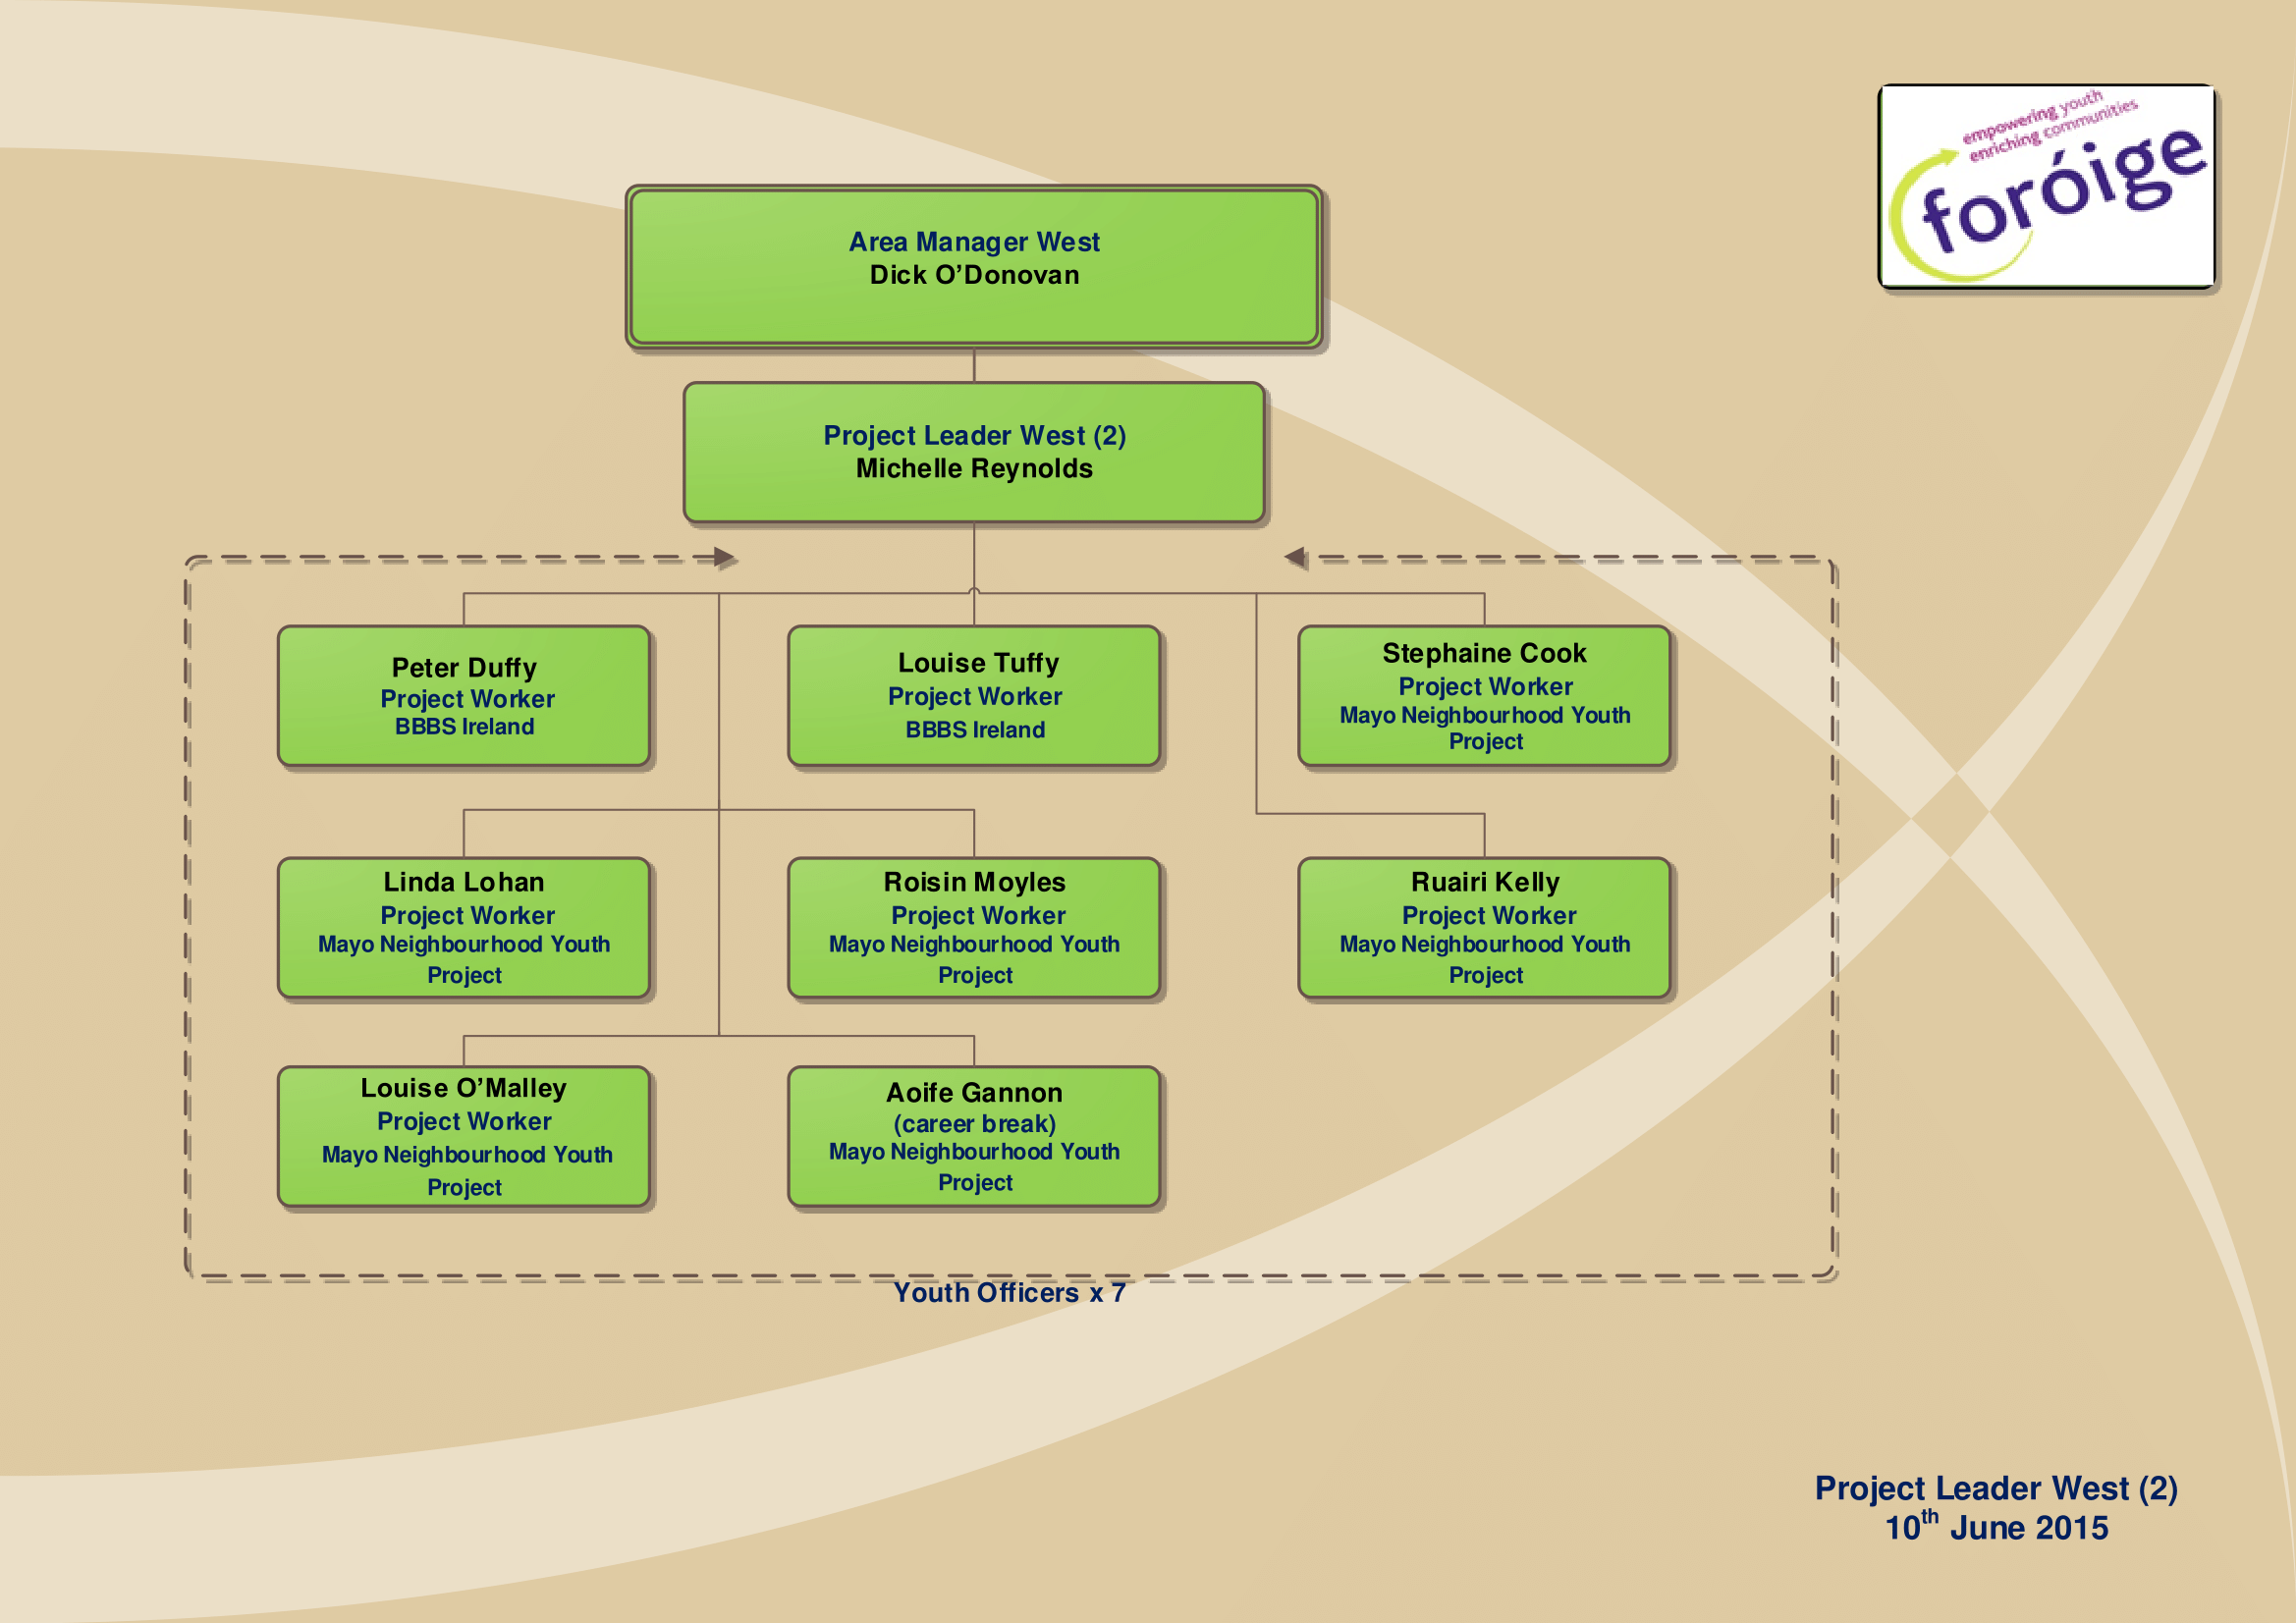 empowering youth
enriching communities
foróige
Area Manager West
Dick O’Donovan
Project Leader West (2)
Michelle Reynolds
Peter Duffy
Project Worker
BBBS Ireland
Louise Tuffy
Project Worker
BBBS Ireland
Stephaine Cook
Project Worker
Mayo Neighbourhood Youth
Project
Linda Lohan
Project Worker
Mayo Neighbourhood Youth
Project
Roisin Moyles
Project Worker
Mayo Neighbourhood Youth
Project
Ruairi Kelly
Project Worker
Mayo Neighbourhood Youth
Project
Louise O’Malley
Project Worker
Mayo Neighbourhood Youth
Project
Aoife Gannon
(career break)
Mayo Neighbourhood Youth
Project
Youth Officers x 7
Project Leader West (2)
10th June 2015